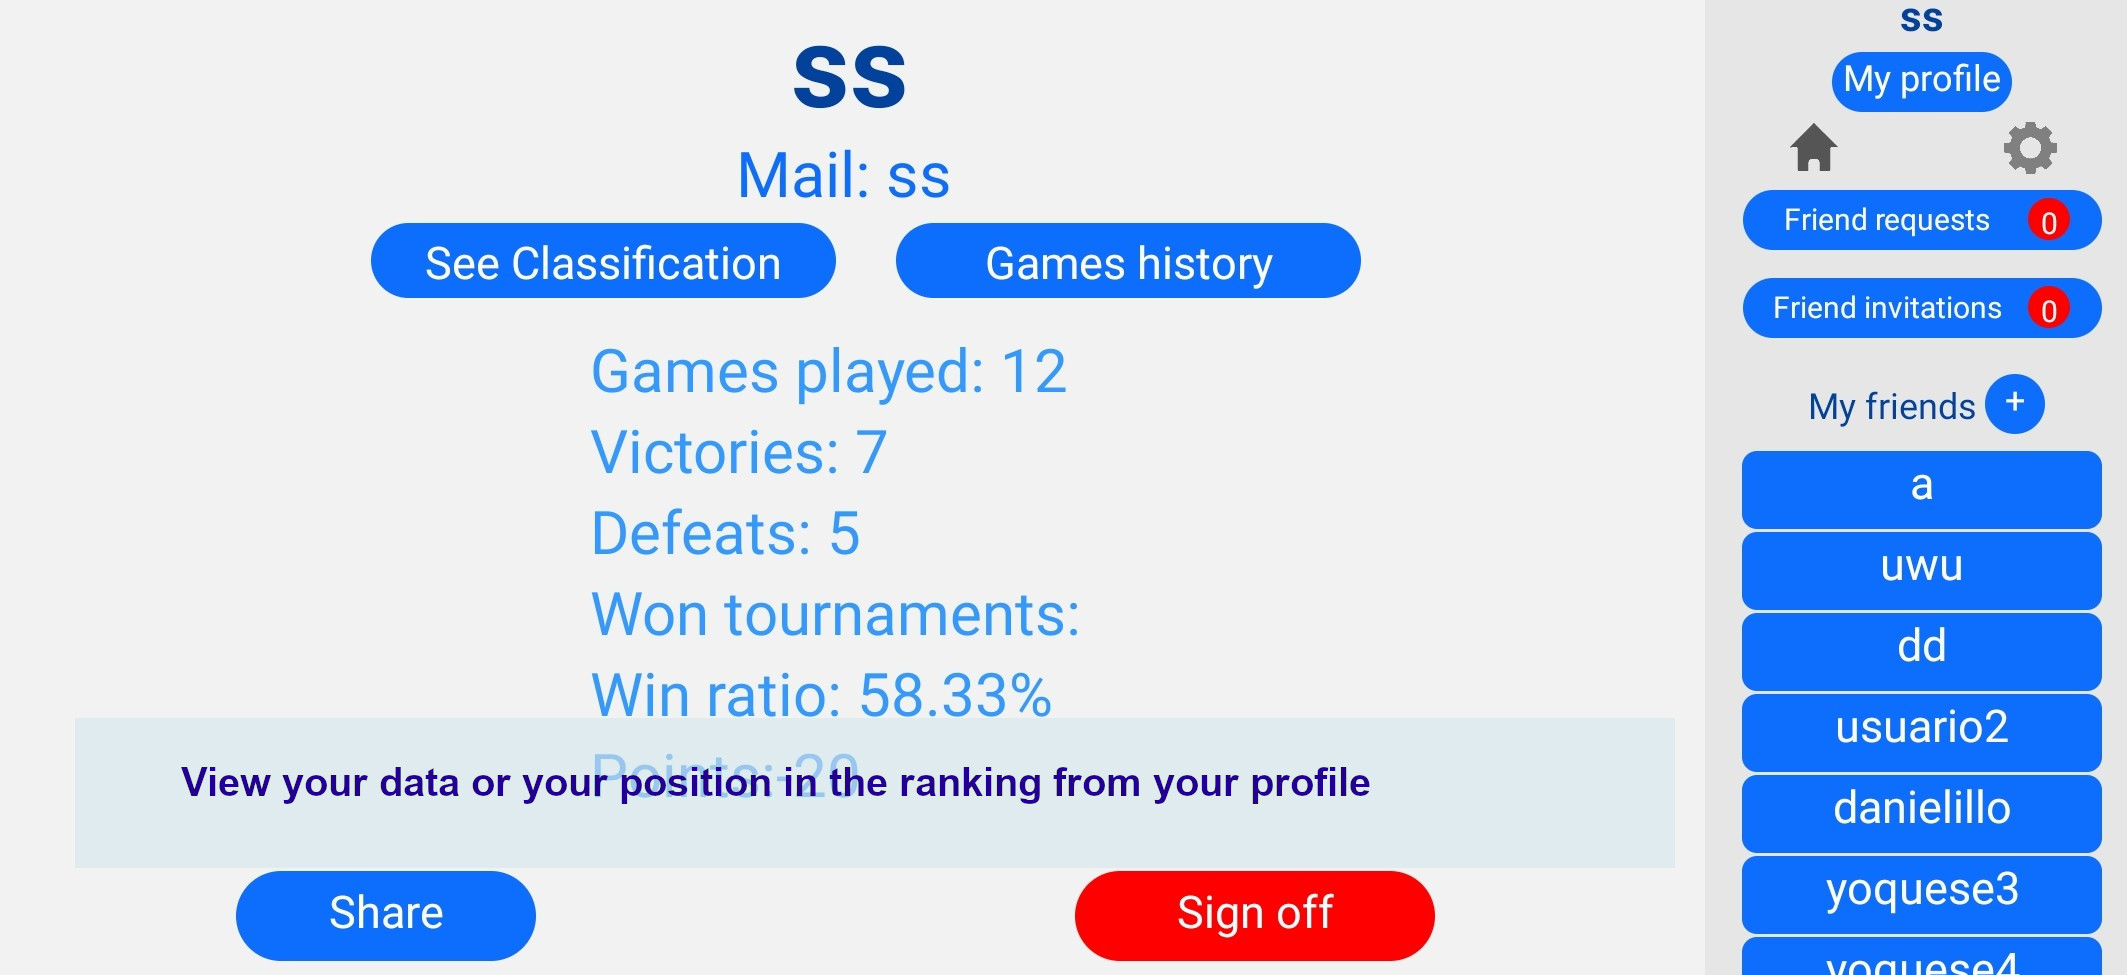 ss
Mail: ss
See Classification
Games history
Games played: 12
Victories: 7
Defeats: 5
Won tournaments:
Win ratio: 58.33%
View your data or your position in the ranking from your profile
Share
Sign off
ss
My profile
Friend requests 0
Friend invitations 0
My friends +
a
uwu
dd
usuario2
danielillo
yoquese3
yoquese4